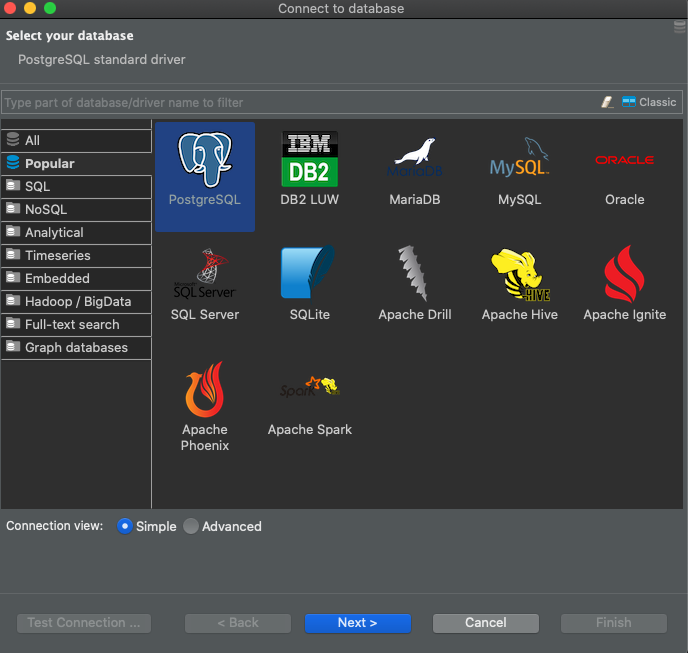 Connect to database
Select your database
PostgreSQL standard driver
Type part of database/driver name to filter
Classic
All
Popular
SQL
NoSQL
Analytical
Timeseries
Embedded
Hadoop / BigData
Full-text search
Graph databases
PostgreSQL
IBM
DB2
DB2 LUW
MariaDB
MariaDB
MySQL
MySQL
ORACLE
Oracle
Microsoft
SQL Server
SQL Server
SQLite
Apache Drill
HIVE
Apache Hive
Apache Ignite
Apache
Phoenix
Spark
Apache Spark
Connection view:
Simple
Advanced
Test Connection ...
< Back
Next >
Cancel
Finish